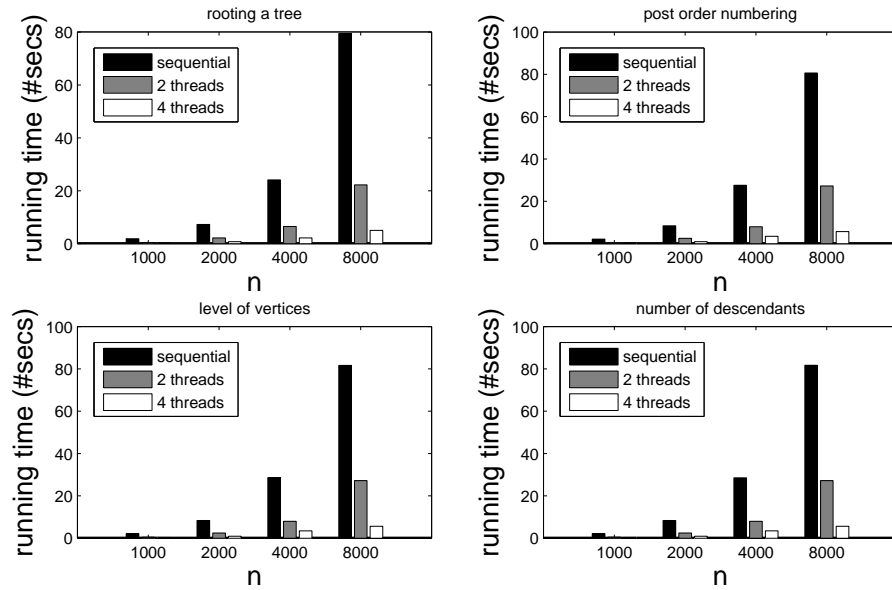 rooting a tree
running time (#secs)
80
60
40
20
0
sequential
2 threads
4 threads
1000 2000 4000 8000
n
post order numbering
running time (#secs)
100
80
60
40
20
0
sequential
2 threads
4 threads
1000 2000 4000 8000
n
level of vertices
running time (#secs)
100
80
60
40
20
0
sequential
2 threads
4 threads
1000 2000 4000 8000
n
number of descendants
running time (#secs)
100
80
60
40
20
0
sequential
2 threads
4 threads
1000 2000 4000 8000
n